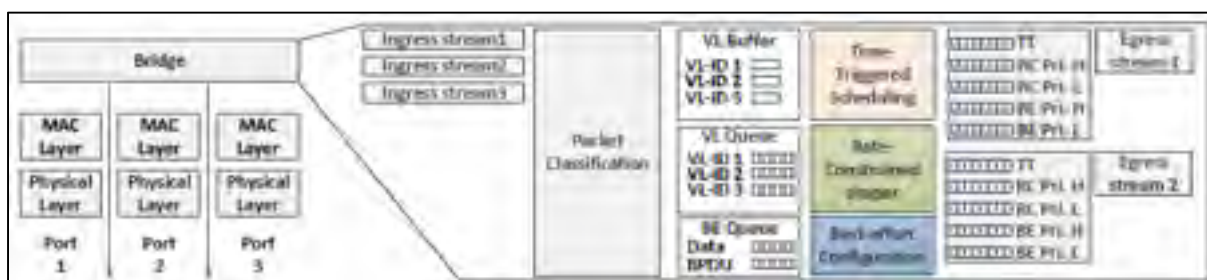 Bridge
MAC
Layer
MAC
Layer
MAC
Layer
Physical
Layer
Physical
Layer
Physical
Layer
Port
1
Port
2
Port
3
Ingress stream1
Ingress stream2
Ingress stream3
Packet
Classification
VL Buffer
VL-ID 1
VL-ID 2
VL-ID 3
VL Queue
VL-ID 1
VL-ID 2
VL-ID 3
BE Queue
Data
BPDU
Time-
Triggered
Scheduling
Rate-
Constrained
Best-effort
Configuration
TT
RC Pri. H
RC Pri. L
BE Pri. H
BE Pri. L
Egress
stream 1
TT
RC Pri. H
RC Pri. L
BE Pri. H
BE Pri. L
Egress
stream 2